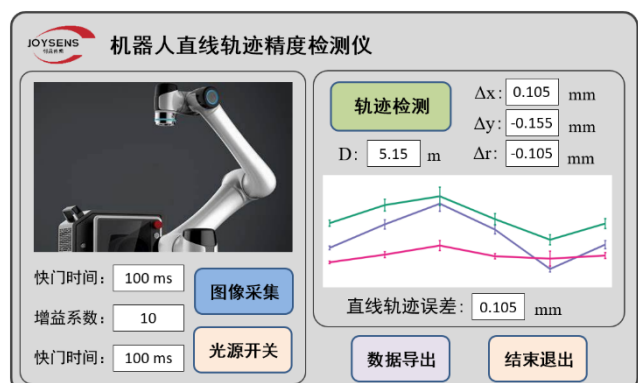 JOYSENS
机器人直线轨迹精度检测仪
快门时间： 100 ms
增益系数： 10
快门时间： 100 ms
图像采集
光源开关
轨迹检测
D: 5.15 m
Δx: 0.105 mm
Δy: -0.155 mm
Δr: -0.105 mm
直线轨迹误差: 0.105 mm
数据导出
结束退出